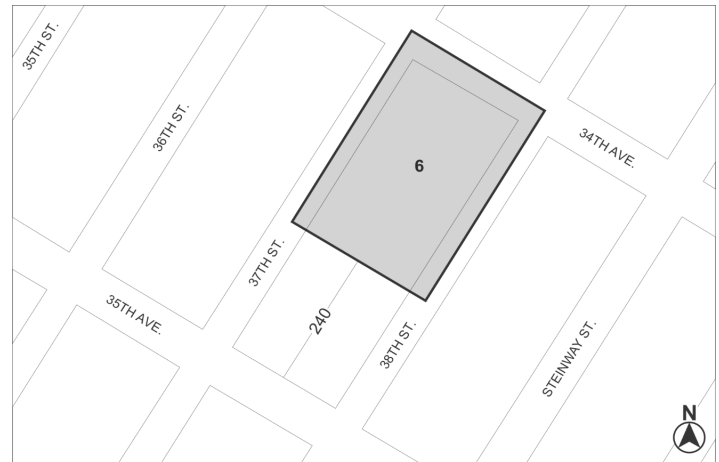 35TH ST.
36TH ST.
6
34TH AVE.
37TH ST.
35TH AVE.
240
38TH ST.
STEINWAY ST.
N